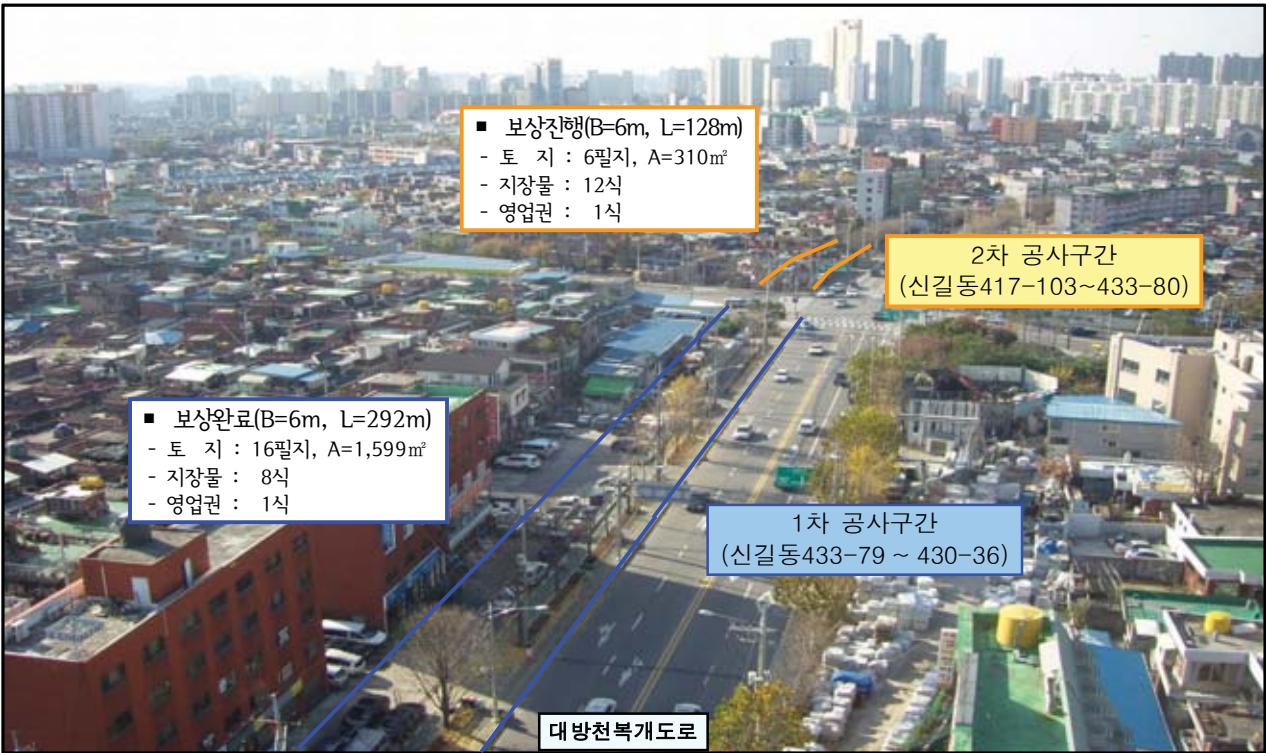 ■ 보상진행(B=6m, L=128m)
- 토 지 : 6필지, A=310㎡
- 지장물 : 12식
- 영업권 : 1식
2차 공사구간
(신길동417-103~433-80)
■ 보상완료(B=6m, L=292m)
- 토 지 : 16필지, A=1,599㎡
- 지장물 : 8식
- 영업권 : 1식
1차 공사구간
(신길동433-79 ~ 430-36)
대방천복개도로